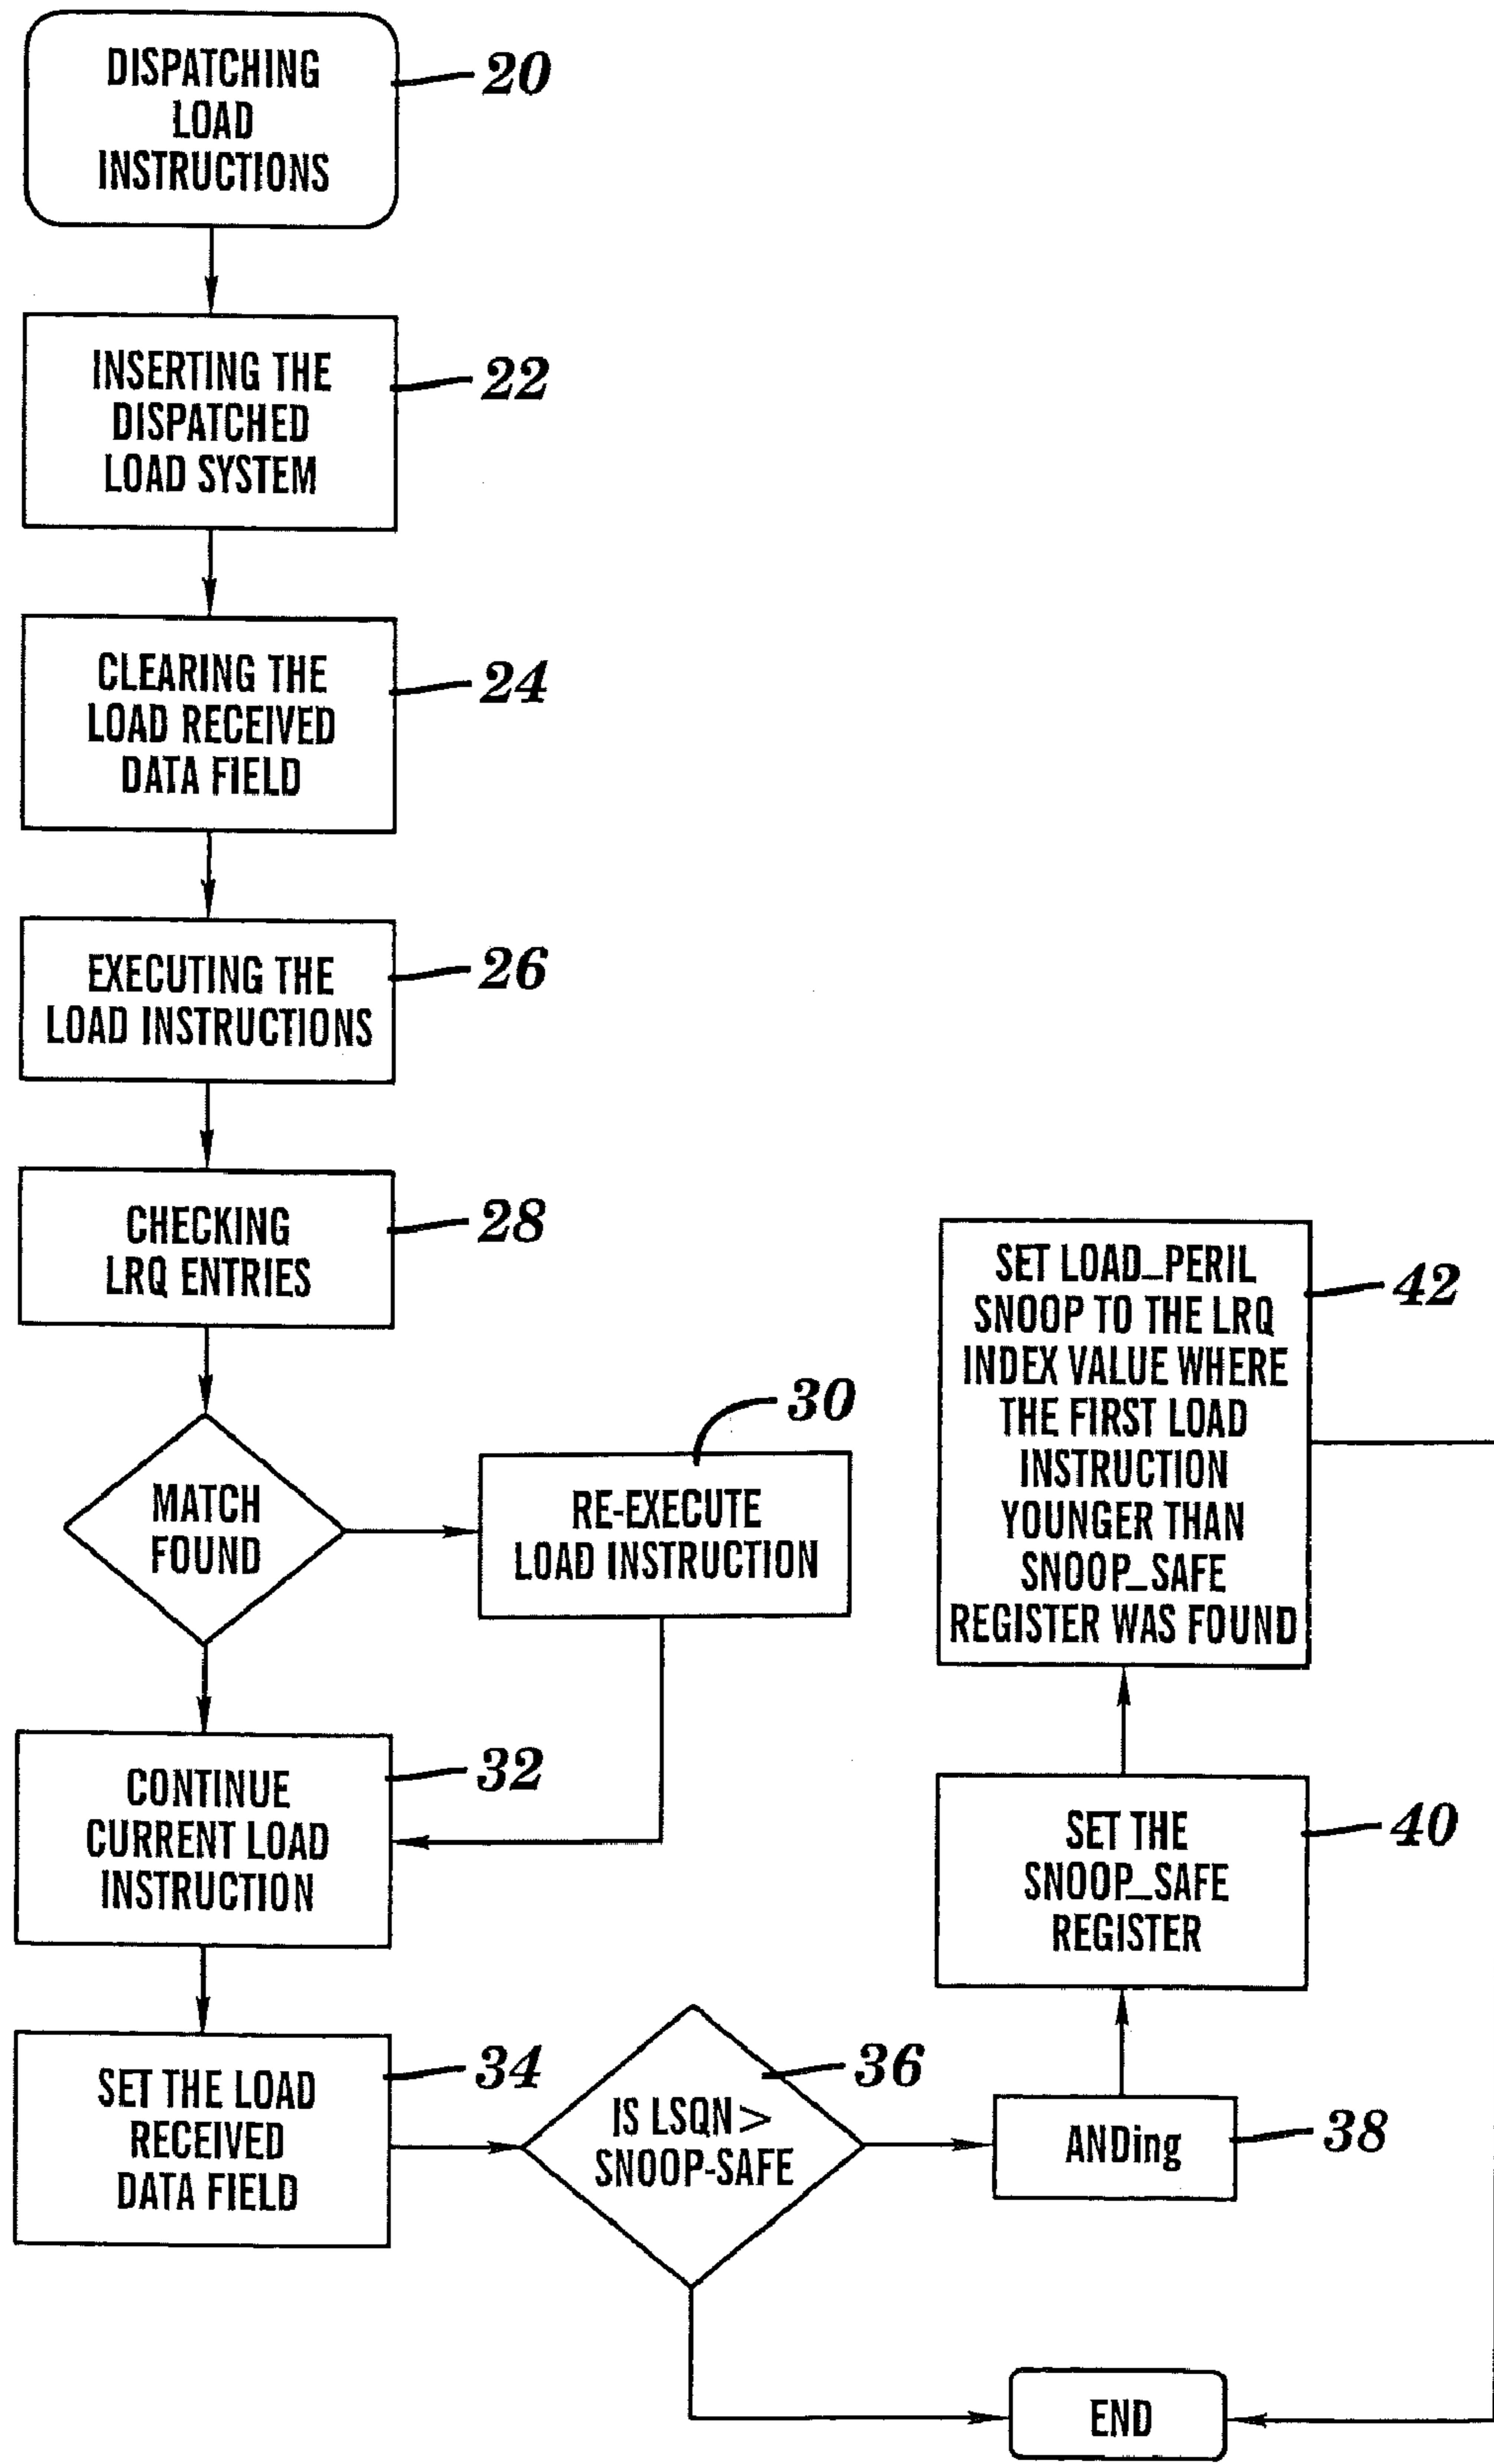 DISPATCHING
LOAD
INSTRUCTIONS
20
INSERTING THE
DISPATCHED
LOAD SYSTEM
22
CLEARING THE
LOAD RECEIVED
DATA FIELD
24
EXECUTING THE
LOAD INSTRUCTIONS
26
CHECKING
LRQ ENTRIES
28
MATCH
FOUND
RE-EXECUTE
LOAD INSTRUCTION
30
CONTINUE
CURRENT LOAD
INSTRUCTION
32
SET THE LOAD
RECEIVED
DATA FIELD
34
IS LSQN >
SNOOP-SAFE
36
ANDing
38
SET THE
SNOOP_SAFE
REGISTER
40
SET LOAD_PERIL
SNOOP TO THE LRQ
INDEX VALUE WHERE
THE FIRST LOAD
INSTRUCTION
YOUNGER THAN
SNOOP_SAFE
REGISTER WAS FOUND
42
END